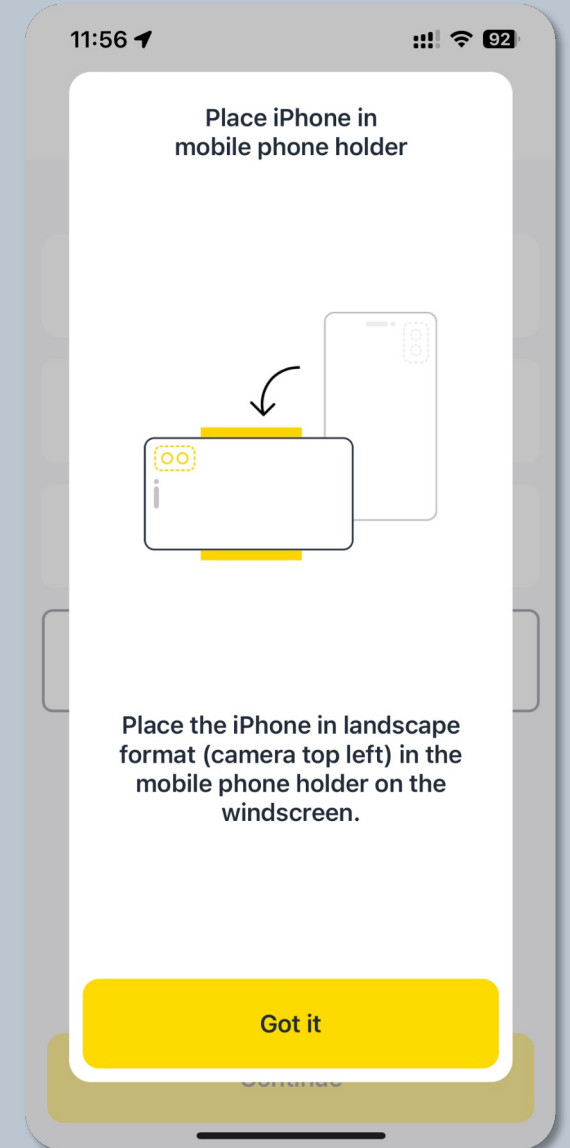 11:56
92
Place iPhone in
mobile phone holder
Place the iPhone in landscape
format (camera top left) in the
mobile phone holder on the
windscreen.
Got it
Continue